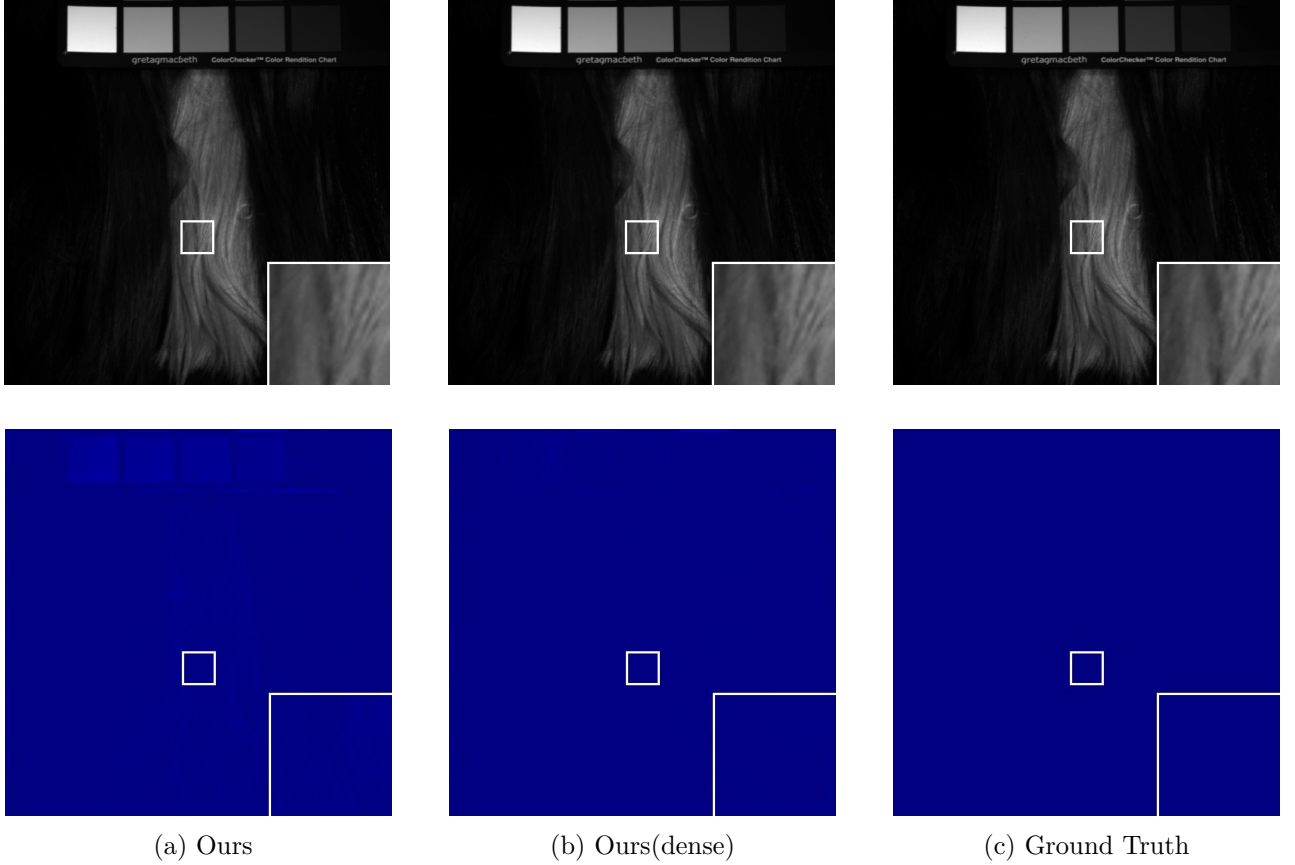 gretagmacbeth ColorChecker™ Color Rendition Chart
gretagmacbeth ColorChecker™ Color Rendition Chart
gretagmacbeth ColorChecker™ Color Rendition Chart
(a) Ours
(b) Ours(dense)
(c) Ground Truth